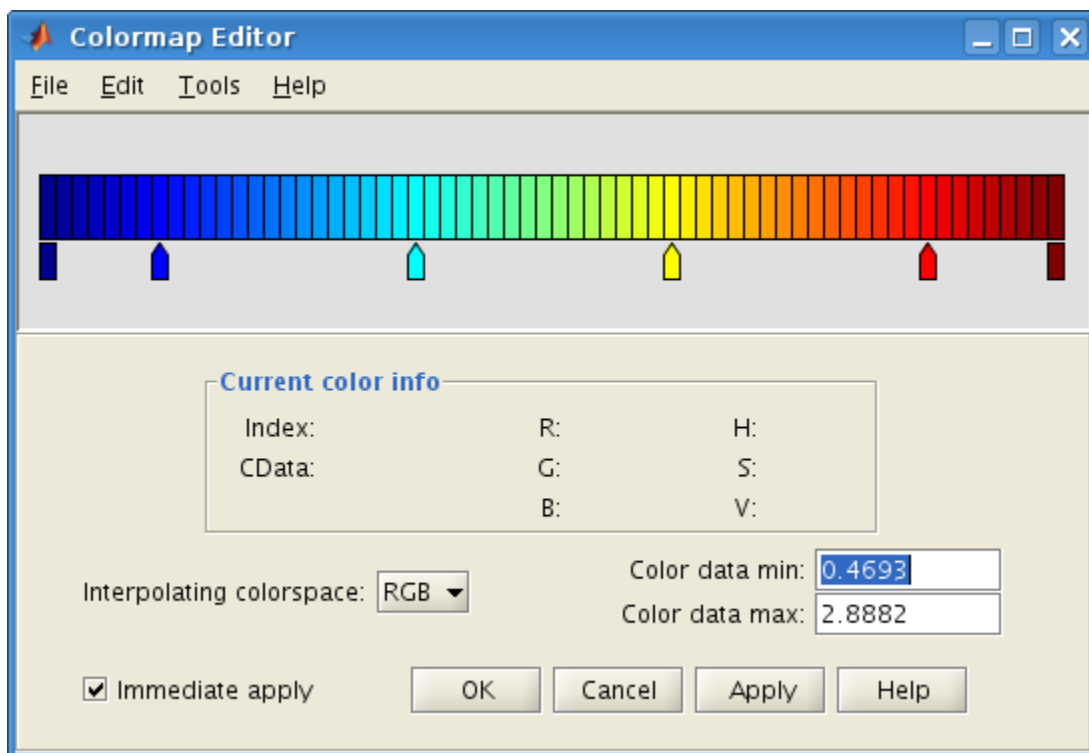 Colormap Editor
File Edit Tools Help
Current color info
Index: R: H:
CData: G: S:
B: V:
Interpolating colorspace: RGB
Color data min: 0.4693
Color data max: 2.8882
Immediate apply OK Cancel Apply Help